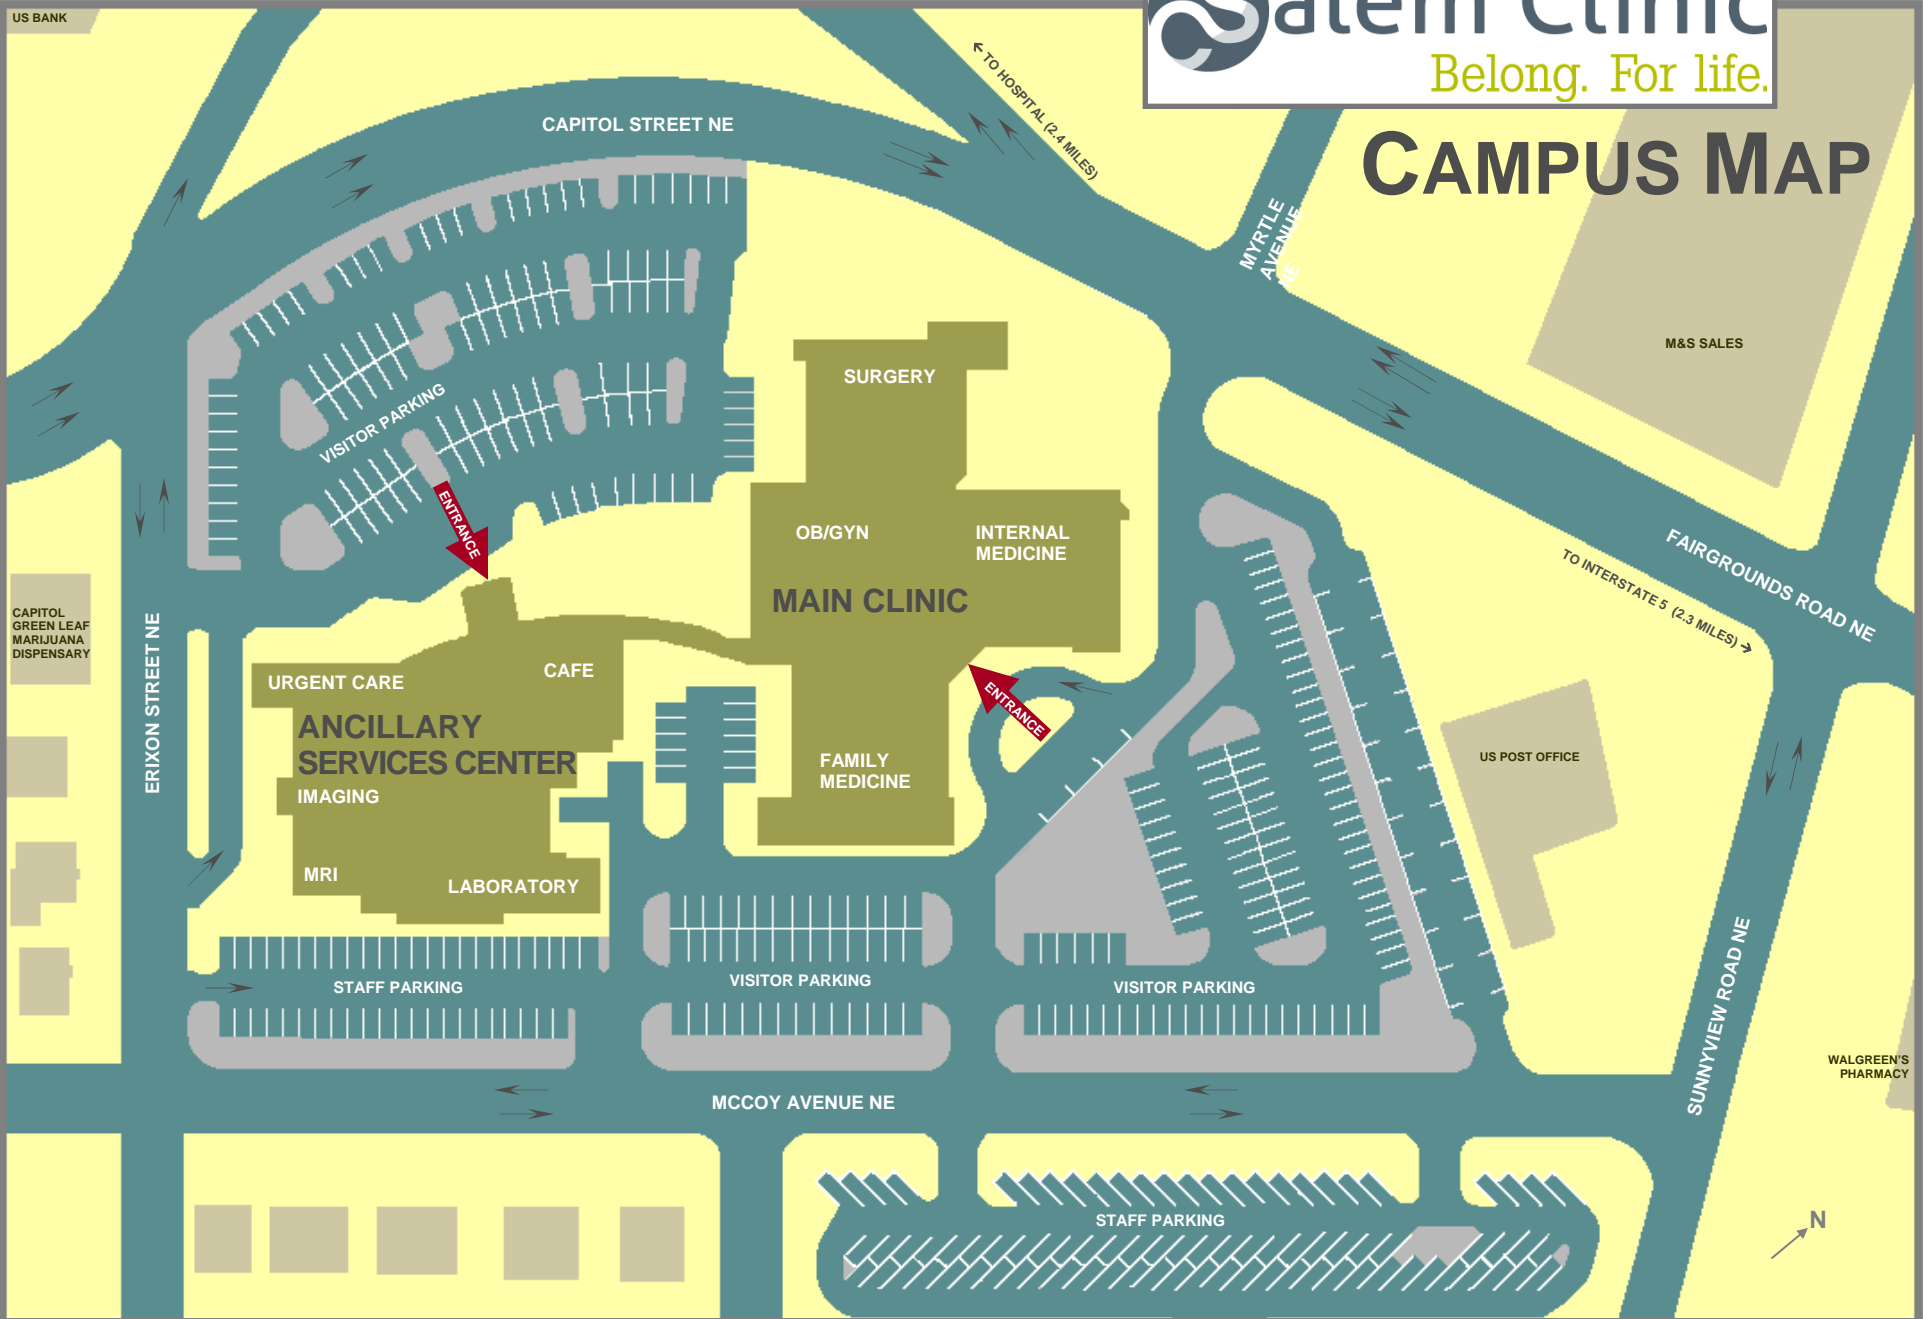 US BANK
Salem Clinic
Belong. For life.
CAMPUS MAP
← TO HOSPITAL (2.4 MILES)
CAPITOL STREET NE
MYRTLE
AVENUE
NE
M&S SALES
SURGERY
VISITOR PARKING
ENTRANCE
OB/GYN
INTERNAL
MEDICINE
MAIN CLINIC
FAIRGROUNDS ROAD NE
TO INTERSTATE 5 (2.3 MILES) →
CAPITOL
GREEN LEAF
MARIJUANA
DISPENSARY
ERIXON STREET NE
URGENT CARE
CAFE
ANCILLARY
SERVICES CENTER
IMAGING
MRI
LABORATORY
ENTRANCE
FAMILY
MEDICINE
US POST OFFICE
STAFF PARKING
VISITOR PARKING
VISITOR PARKING
SUNNYVIEW ROAD NE
WALGREEN'S
PHARMACY
MCCOY AVENUE NE
STAFF PARKING
N